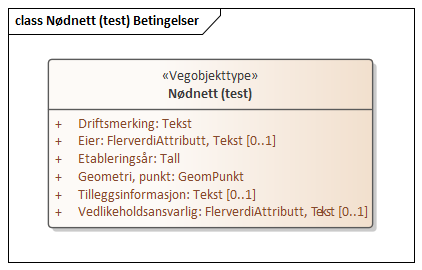 class Nødnett (test) Betingelser
«Vegobjekttype»
Nødnett (test)
+ Driftsmerking: Tekst
+ Eier: FlerverdiAttributt, Tekst [0..1]
+ Etableringsår: Tall
+ Geometri, punkt: GeomPunkt
+ Tilleggsinformasjon: Tekst [0..1]
+ Vedlikeholdsansvarlig: FlerverdiAttributt, Tekst [0..1]